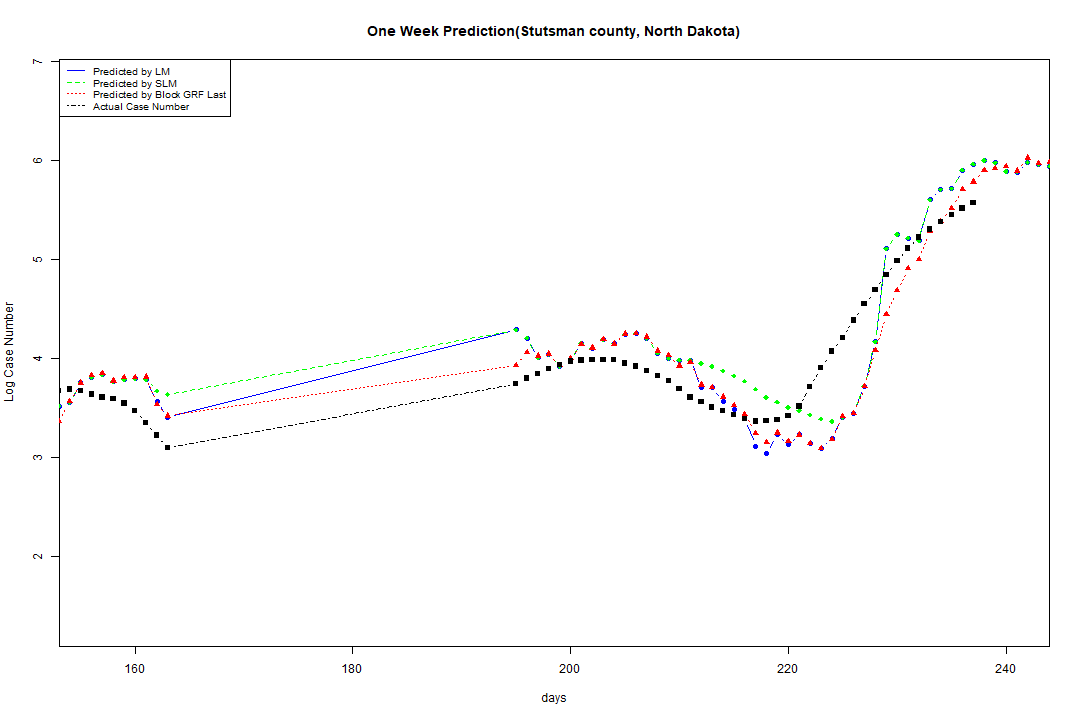 One Week Prediction(Stutsman county, North Dakota)
Predicted by LM
Predicted by SLM
Predicted by Block GRF Last
Actual Case Number
7
6
5
4
3
2
Log Case Number
160 180 200 220 240
days